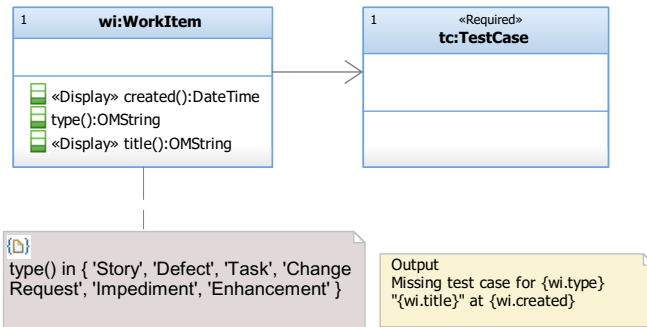 1
wi:WorkItem
«Display» created():DateTime
type():OMString
«Display» title():OMString
1
«Required»
tc:TestCase
type() in { 'Story', 'Defect', 'Task', 'Change
Request', 'Impediment', 'Enhancement' }
Output
Missing test case for {wi.type}
"{wi.title}" at {wi.created}